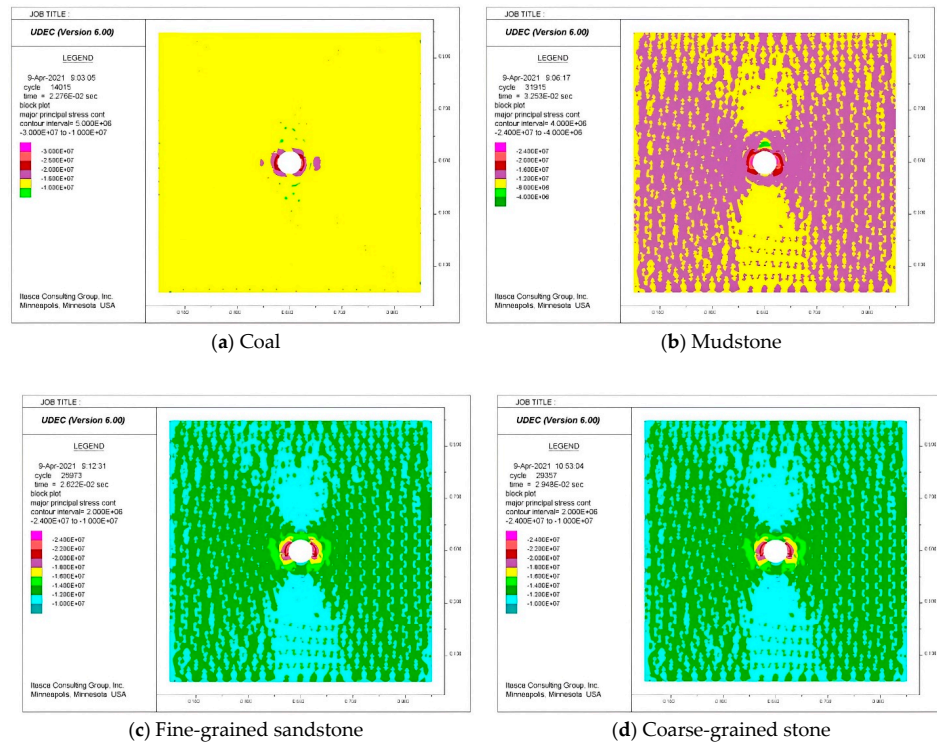 JOB TITLE :
UDEC (Version 6.00)
LEGEND
9-Apr-2021 9:03:05
cycle 14015
time = 2.276E-02 sec
block plot
major principal stress cont
contour interval= 5.000E+06
-3.000E+07 to -1.000E+07
-3.000E+07
-2.500E+07
-2.000E+07
-1.500E+07
-1.000E+07
Itasca Consulting Group, Inc.
Minneapolis, Minnesota USA
(a) Coal
JOB TITLE :
UDEC (Version 6.00)
LEGEND
9-Apr-2021 9:06:17
cycle 31915
time = 3.253E-02 sec
block plot
major principal stress cont
contour interval= 4.000E+06
-2.400E+07 to -4.000E+06
-2.400E+07
-2.000E+07
-1.600E+07
-1.200E+07
-8.000E+06
-4.000E+06
Itasca Consulting Group, Inc.
Minneapolis, Minnesota USA
(b) Mudstone
JOB TITLE :
UDEC (Version 6.00)
LEGEND
9-Apr-2021 9:12:31
cycle 25973
time = 2.622E-02 sec
block plot
major principal stress cont
contour interval= 2.000E+06
-2.400E+07 to -1.000E+07
-2.400E+07
-2.200E+07
-2.000E+07
-1.800E+07
-1.600E+07
-1.400E+07
-1.200E+07
-1.000E+07
Itasca Consulting Group, Inc.
Minneapolis, Minnesota USA
(c) Fine-grained sandstone
JOB TITLE :
UDEC (Version 6.00)
LEGEND
9-Apr-2021 10:53:04
cycle 29357
time = 2.948E-02 sec
block plot
major principal stress cont
contour interval= 2.000E+06
-2.400E+07 to -1.000E+07
-2.400E+07
-2.200E+07
-2.000E+07
-1.800E+07
-1.600E+07
-1.400E+07
-1.200E+07
-1.000E+07
Itasca Consulting Group, Inc.
Minneapolis, Minnesota USA
(d) Coarse-grained stone